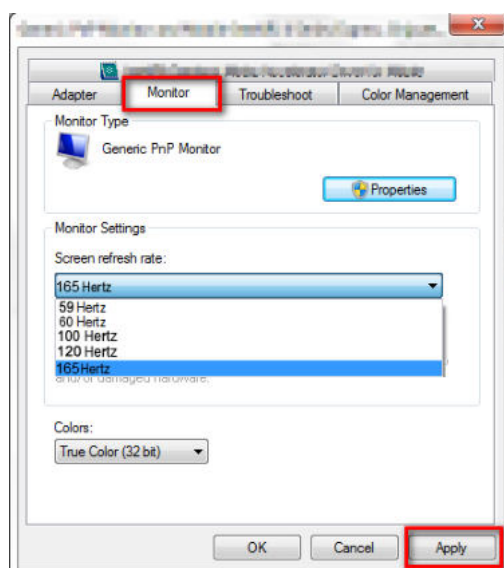 Adapter
Monitor
Troubleshoot
Color Management
Monitor Type
Generic PnP Monitor
Properties
Monitor Settings
Screen refresh rate:
165 Hertz
59 Hertz
60 Hertz
100 Hertz
120 Hertz
165 Hertz
and/or damaged hardware.
Colors:
True Color (32 bit)
OK
Cancel
Apply